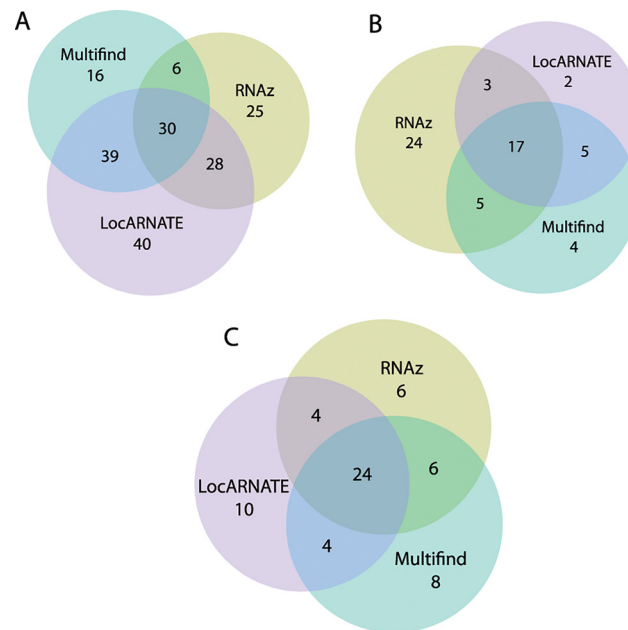 A
Multifind
16
6
RNAz
25
30
39
28
LocARNATE
40
B
LocARNATE
2
3
RNAz
24
17
5
5
Multifind
4
C
RNAz
6
4
24
6
LocARNATE
10
4
Multifind
8